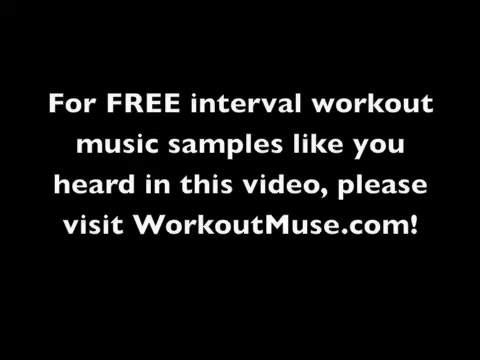 For FREE interval workout
music samples like you
heard in this video, please
visit WorkoutMuse.com!